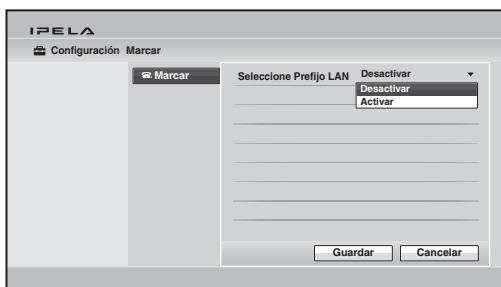 IPELA
Configuración Marcar
Marcar
Seleccione Prefijo LAN Desactivar
Desactivar
Activar
Guardar Cancelar